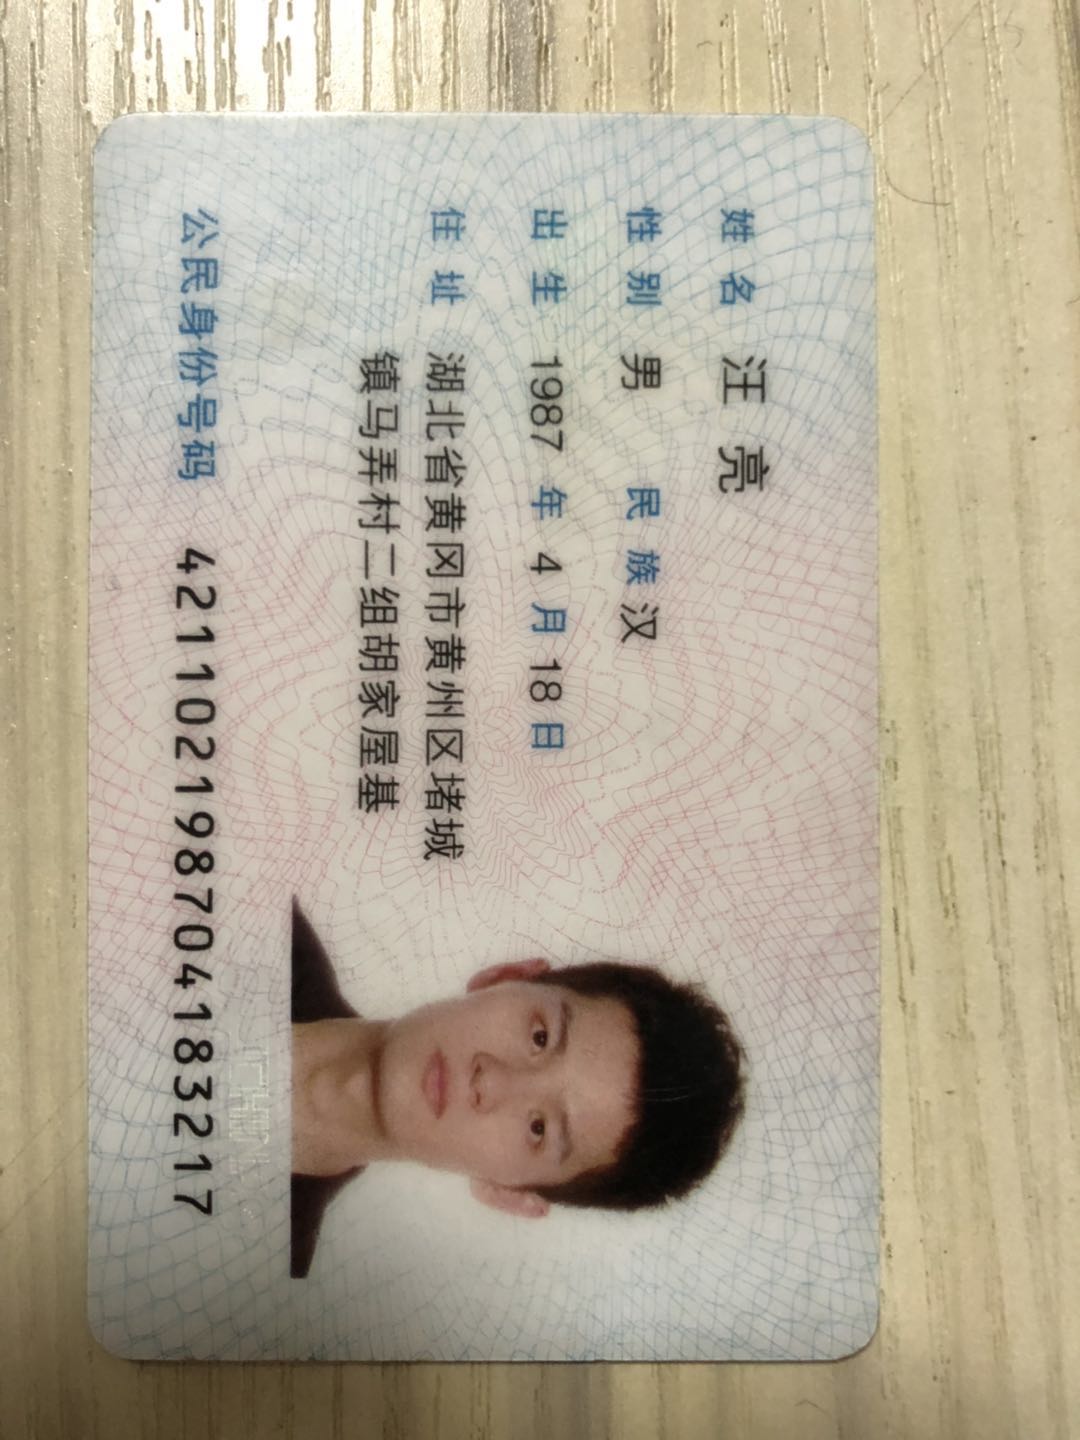 姓名 汪亮
性别 男 民族 汉
出生 1987 年 4 月 18 日
住址 湖北省黄冈市黄州区堵城
镇马弄村二组胡家屋基
公民身份号码 421102198704183217